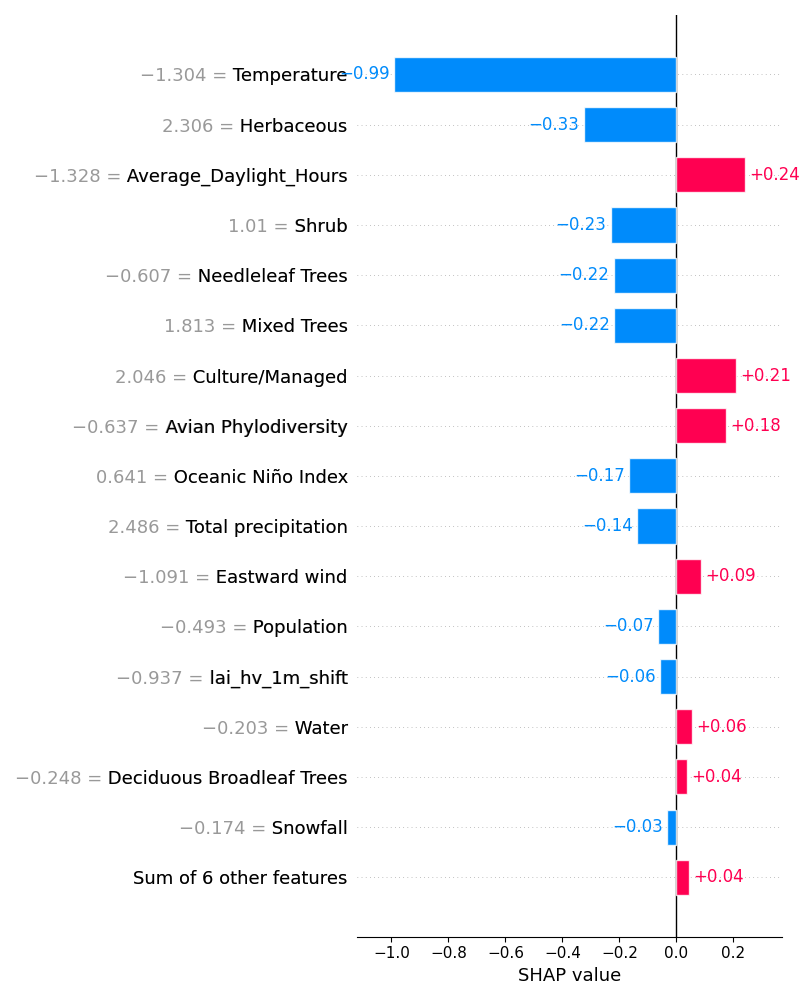 −1.304 = Temperature −0.99
2.306 = Herbaceous −0.33
−1.328 = Average_Daylight_Hours +0.24
1.01 = Shrub −0.23
−0.607 = Needleleaf Trees −0.22
1.813 = Mixed Trees −0.22
2.046 = Culture/Managed +0.21
−0.637 = Avian Phylodiversity +0.18
0.641 = Oceanic Niño Index −0.17
2.486 = Total precipitation −0.14
−1.091 = Eastward wind +0.09
−0.493 = Population −0.07
−0.937 = lai_hv_1m_shift −0.06
−0.203 = Water +0.06
−0.248 = Deciduous Broadleaf Trees +0.04
−0.174 = Snowfall −0.03
Sum of 6 other features +0.04
−1.0 −0.8 −0.6 −0.4 −0.2 0.0 0.2
SHAP value